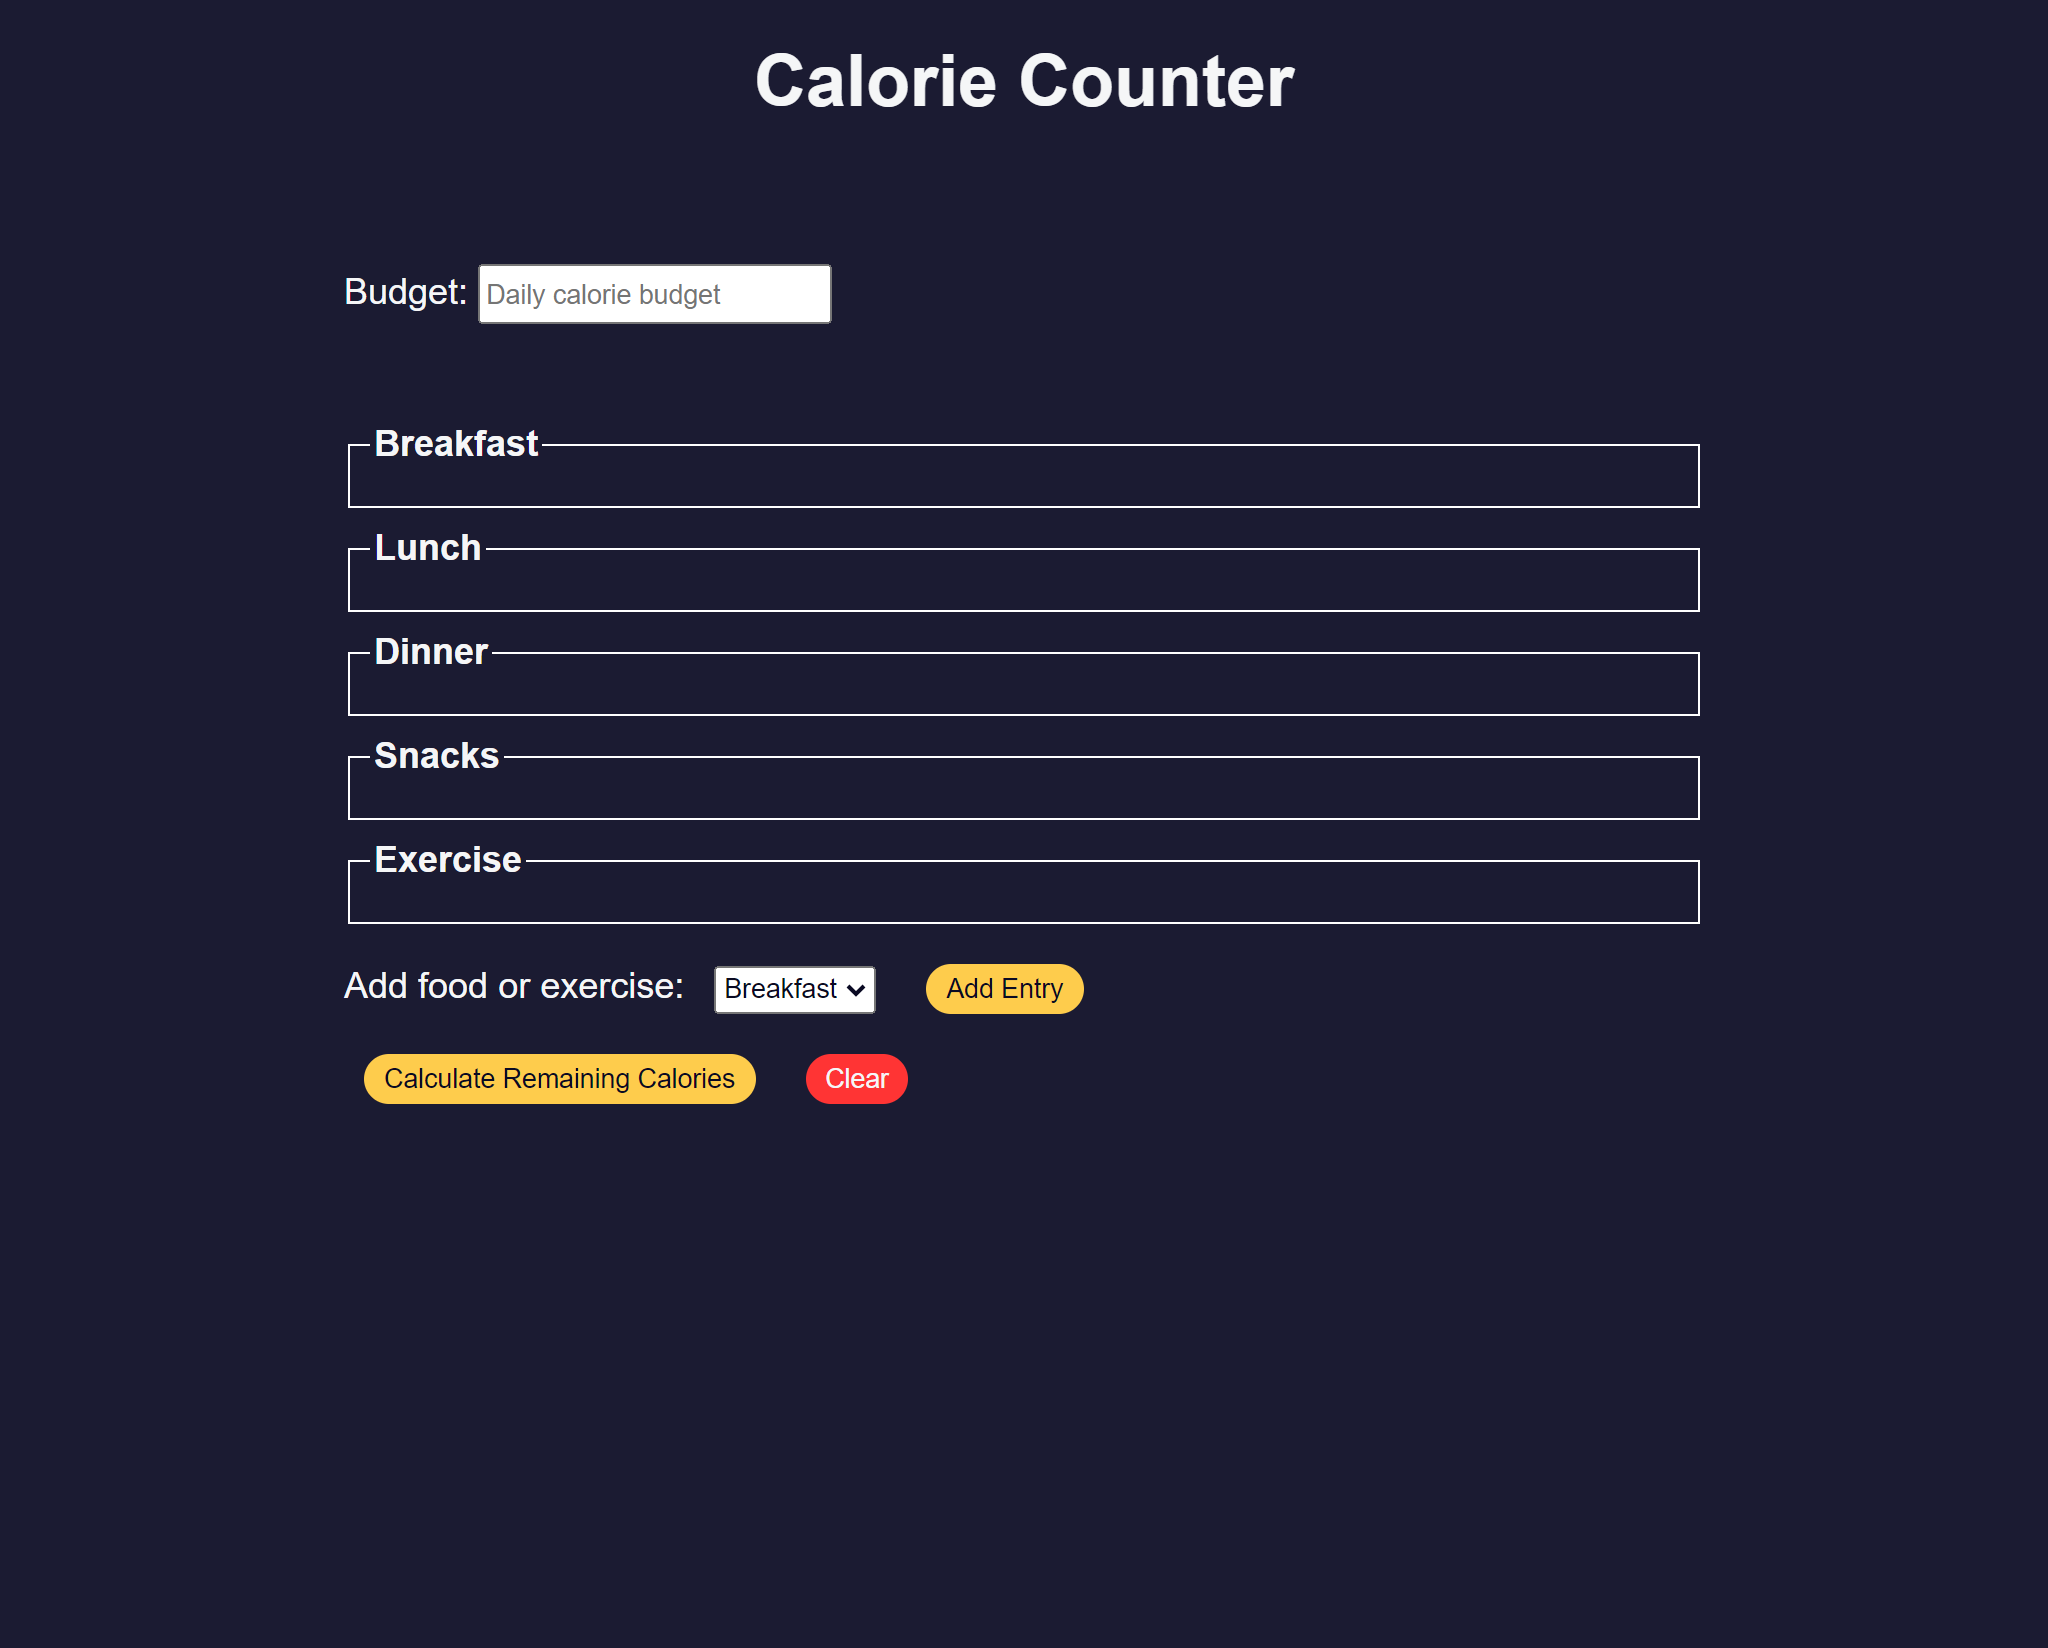 Calorie Counter
Budget: Daily calorie budget
Breakfast
Lunch
Dinner
Snacks
Exercise
Add food or exercise: Breakfast Add Entry
Calculate Remaining Calories Clear